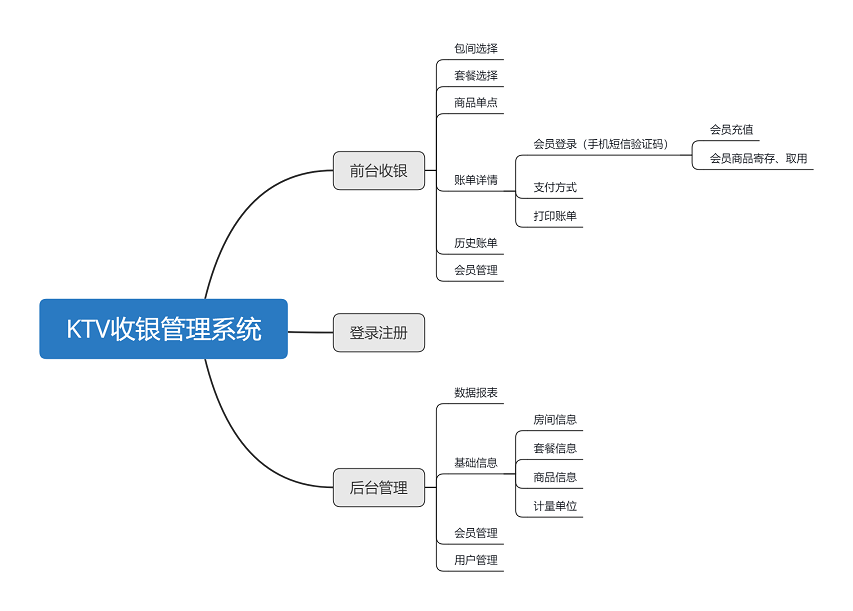 KTV收银管理系统
前台收银
包间选择
套餐选择
商品单点
账单详情
会员登录（手机短信验证码）
会员充值
会员商品寄存、取用
支付方式
打印账单
历史账单
会员管理
登录注册
后台管理
数据报表
基础信息
房间信息
套餐信息
商品信息
计量单位
会员管理
用户管理